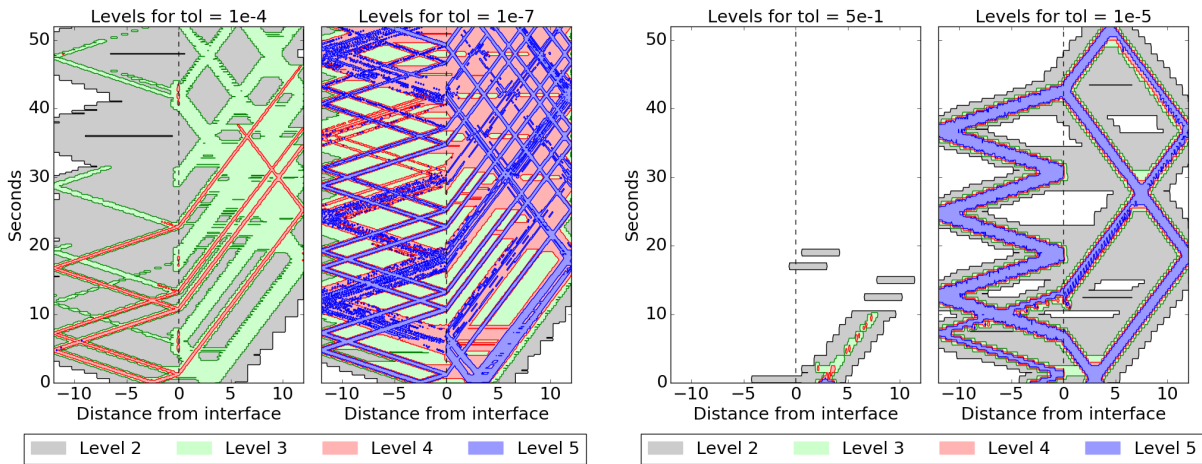 Levels for tol = 1e-4 Levels for tol = 1e-7 Levels for tol = 5e-1 Levels for tol = 1e-5
50 50
40 40
30 30
20 20
10 10
0 0
−10 −5 0 5 10 −10 −5 0 5 10 −10 −5 0 5 10 −10 −5 0 5 10
Seconds Seconds
Distance from interface Distance from interface Distance from interface Distance from interface
Level 2 Level 3 Level 4 Level 5 Level 2 Level 3 Level 4 Level 5